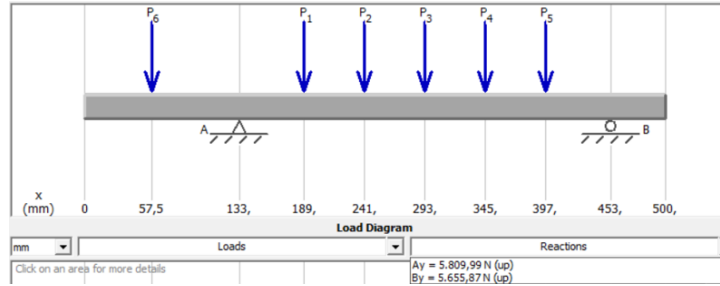 P6 P1 P2 P3 P4 P5
A B
x
(mm) 0 57,5 133, 189, 241, 293, 345, 397, 453, 500,
Load Diagram
mm Loads Reactions
Click on an area for more details
Ay = 5.809,99 N (up)
By = 5.655,87 N (up)